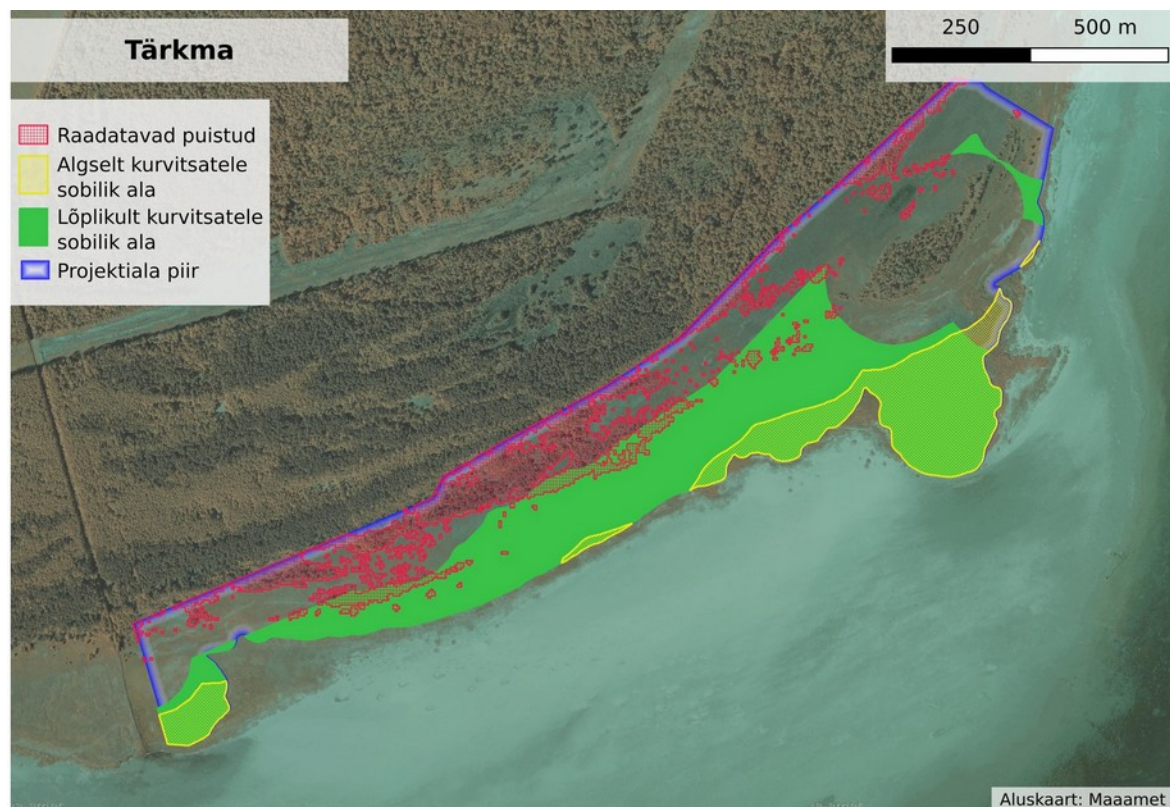 Tärkma
250 500 m
Raadatavad puistud
Algselt kurvitsatele
sobilik ala
Lõplikult kurvitsatele
sobilik ala
Projektiala piir
Aluskaart: Maaamet